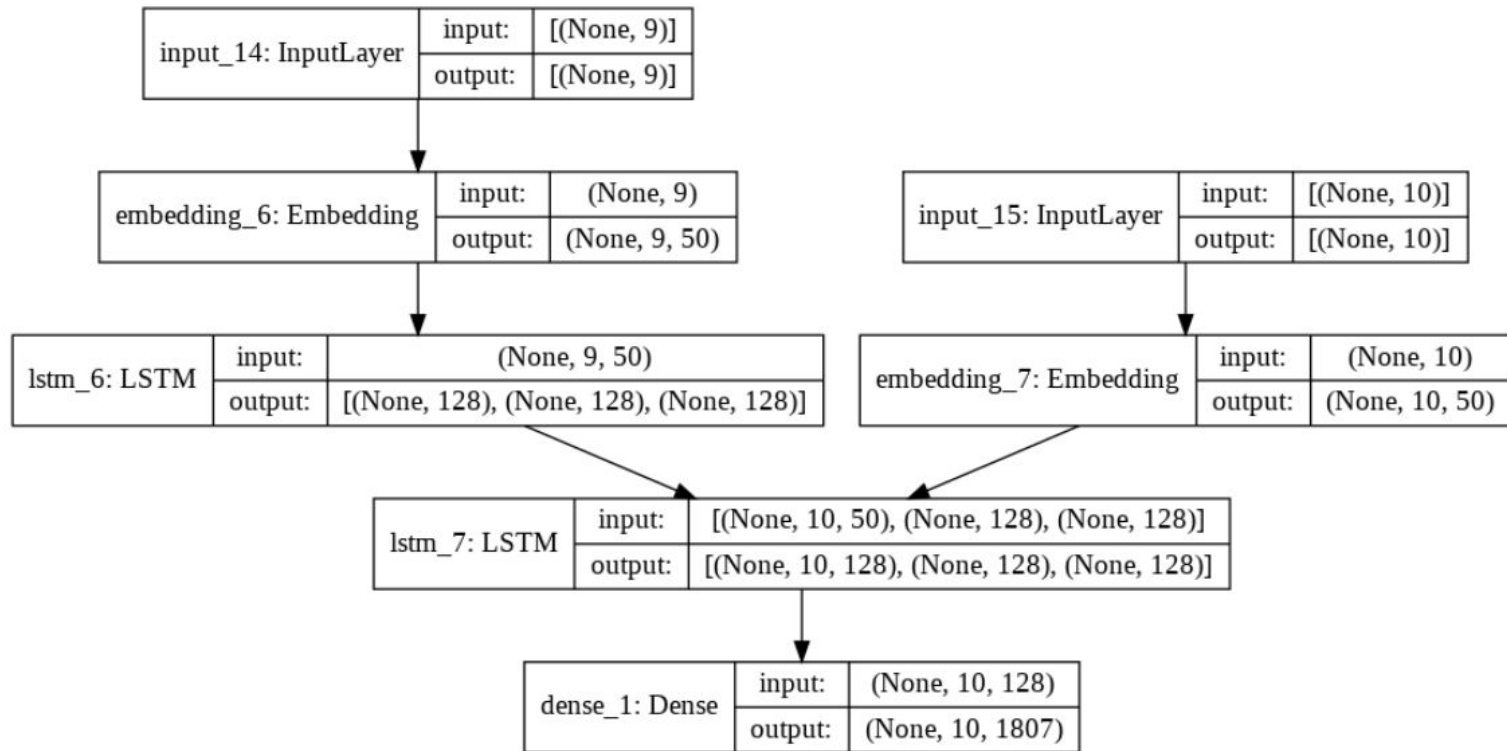 input_14: InputLayer
input: [(None, 9)]
output: [(None, 9)]
embedding_6: Embedding
input: (None, 9)
output: (None, 9, 50)
input_15: InputLayer
input: [(None, 10)]
output: [(None, 10)]
lstm_6: LSTM
input: (None, 9, 50)
output: [(None, 128), (None, 128), (None, 128)]
embedding_7: Embedding
input: (None, 10)
output: (None, 10, 50)
lstm_7: LSTM
input: [(None, 10, 50), (None, 128), (None, 128)]
output: [(None, 10, 128), (None, 128), (None, 128)]
dense_1: Dense
input: (None, 10, 128)
output: (None, 10, 1807)